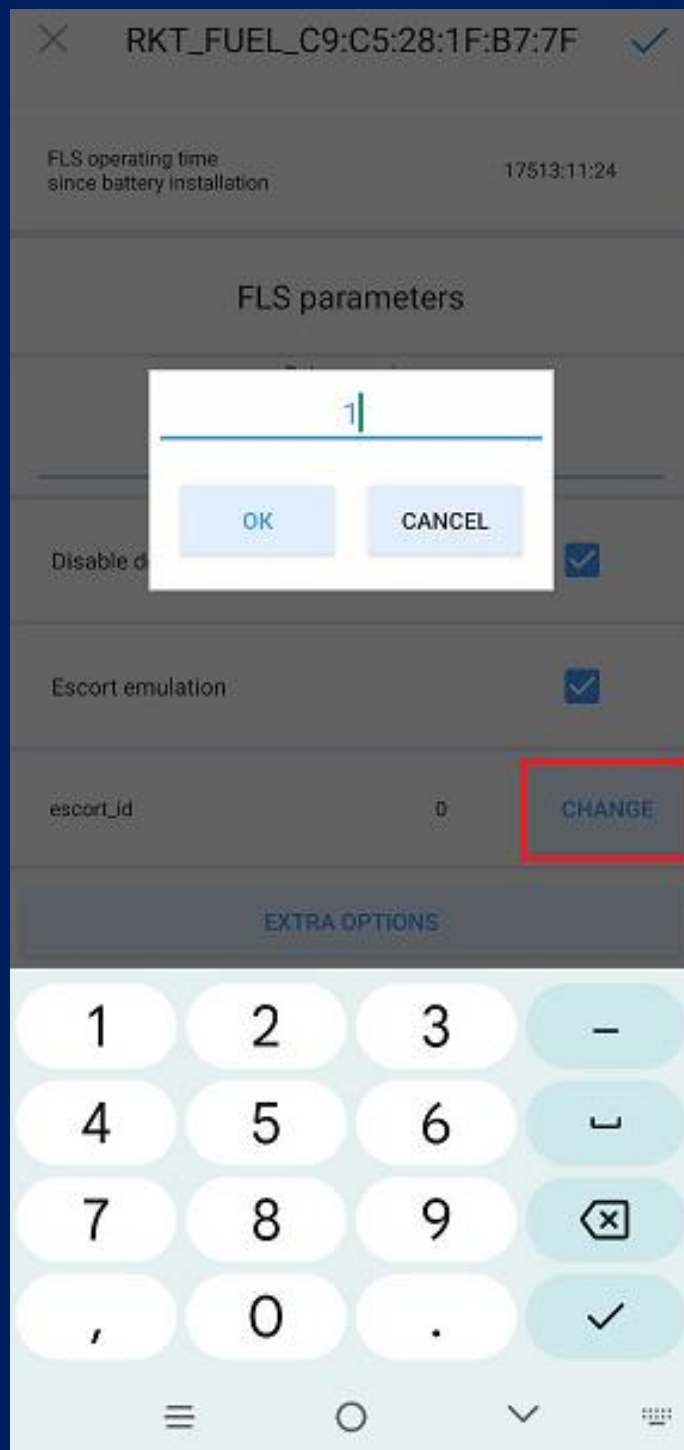 RKT_FUEL_C9:C5:28:1F:B7:7F
FLS operating time
since battery installation
17513:11:24
FLS parameters
1
OK
CANCEL
Disable
Escort emulation
escort_id
0
CHANGE
EXTRA OPTIONS
1 2 3 –
4 5 6
7 8 9
, 0 .